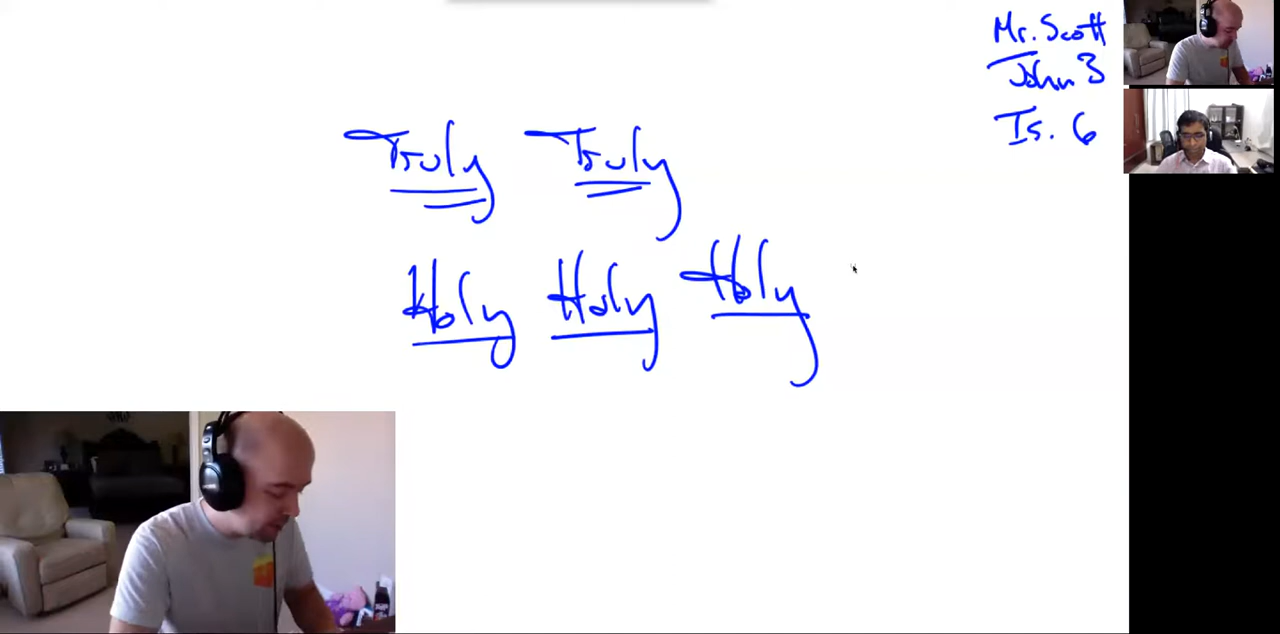 Mr. Scott
John 3
Is. 6
Truly Truly
Holy Holy Holy